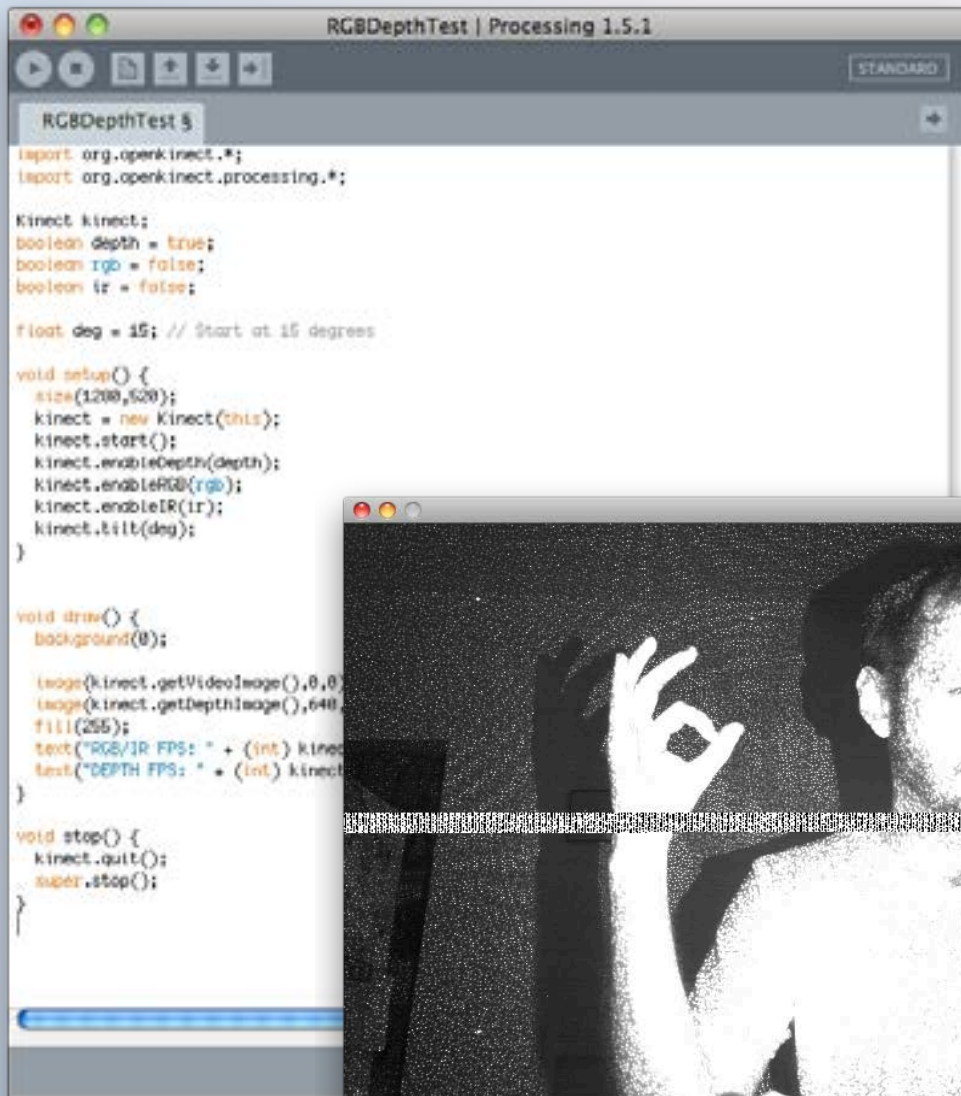 RGBDepthTest | Processing 1.5.1
STANDARD
RGBDepthTest §
import org.openkinect.*;
import org.openkinect.processing.*;
Kinect kinect;
boolean depth = true;
boolean rgb = false;
boolean ir = false;
float deg = 15; // Start at 15 degrees
void setup() {
size(1280,520);
kinect = new Kinect(this);
kinect.start();
kinect.enableDepth(depth);
kinect.enableRGB(rgb);
kinect.enableIR(ir);
kinect.tilt(deg);
}
void draw() {
background(0);
image(kinect.getVideoImage(),0,0)
image(kinect.getDepthImage(),640,
fill(255);
text("RGB/IR FPS: " + (int) kinec
text("DEPTH FPS: " + (int) kinect
}
void stop() {
kinect.quit();
super.stop();
}